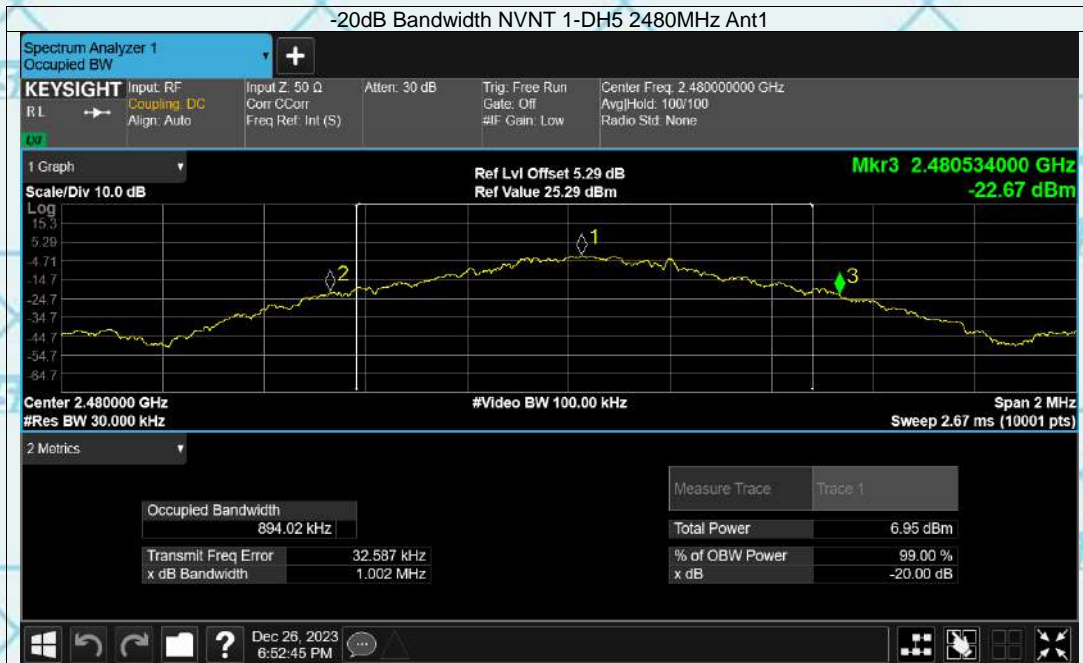 -20dB Bandwidth NVNT 1-DH5 2480MHz Ant1
Spectrum Analyzer 1
Occupied BW
+
KEYSIGHT Input: RF Input Z: 50 Ω Atten: 30 dB Trig: Free Run Center Freq: 2.480000000 GHz
RL Coupling: DC Corr CCorr Gate: Off Avg|Hold: 100/100
Align: Auto Freq Ref: Int (S) #IF Gain: Low Radio Std: None
LXI
1 Graph Ref Lvl Offset 5.29 dB Mkr3 2.480534000 GHz
Scale/Div 10.0 dB Ref Value 25.29 dBm -22.67 dBm
Log
15.3
5.29
-4.71
-14.7
-24.7
-34.7
-44.7
-54.7
-64.7
1
2
3
Center 2.480000 GHz #Video BW 100.00 kHz Span 2 MHz
#Res BW 30.000 kHz Sweep 2.67 ms (10001 pts)
2 Metrics
Measure Trace Trace 1
Occupied Bandwidth
894.02 kHz Total Power 6.95 dBm
Transmit Freq Error 32.587 kHz % of OBW Power 99.00 %
x dB Bandwidth 1.002 MHz x dB -20.00 dB
? Dec 26, 2023
6:52:45 PM